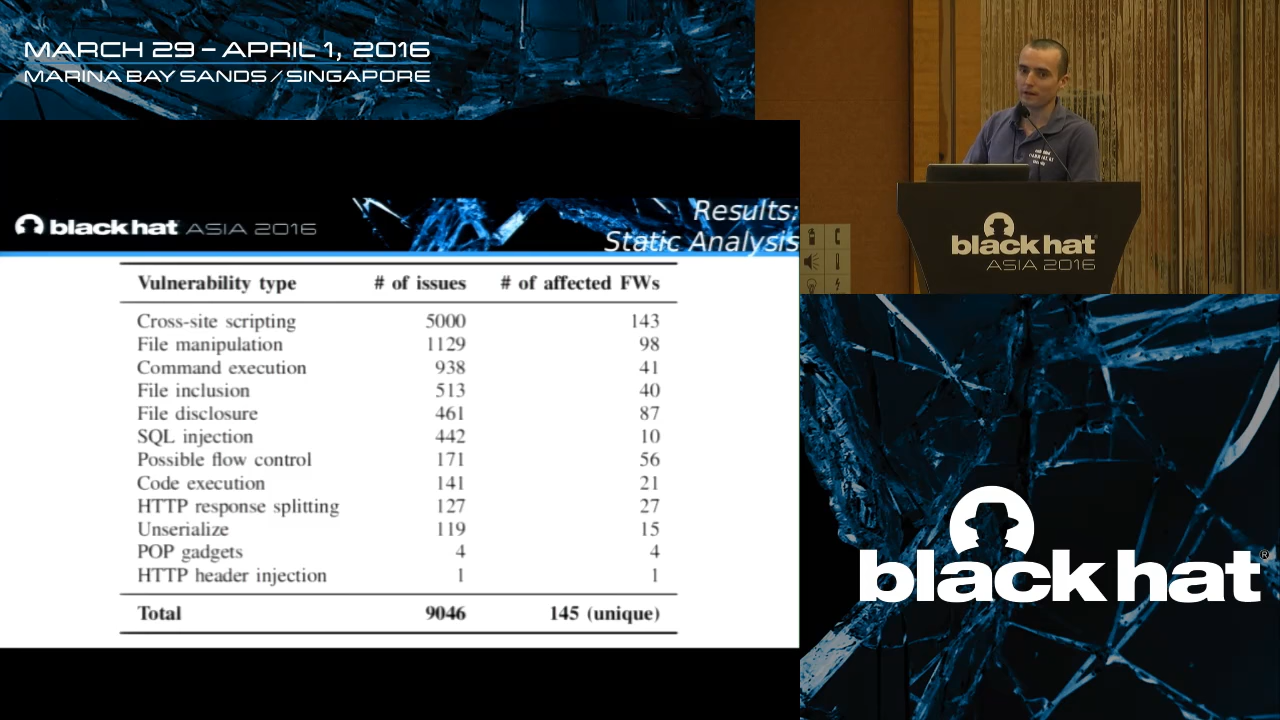 MARCH 29 – APRIL 1, 2016
MARINA BAY SANDS / SINGAPORE
black hat ASIA 2016
Results:
Static Analysis
Vulnerability type # of issues # of affected FWs
Cross-site scripting 5000 143
File manipulation 1129 98
Command execution 938 41
File inclusion 513 40
File disclosure 461 87
SQL injection 442 10
Possible flow control 171 56
Code execution 141 21
HTTP response splitting 127 27
Unserialize 119 15
POP gadgets 4 4
HTTP header injection 1 1
Total 9046 145 (unique)
black hat
ASIA 2016
black hat®